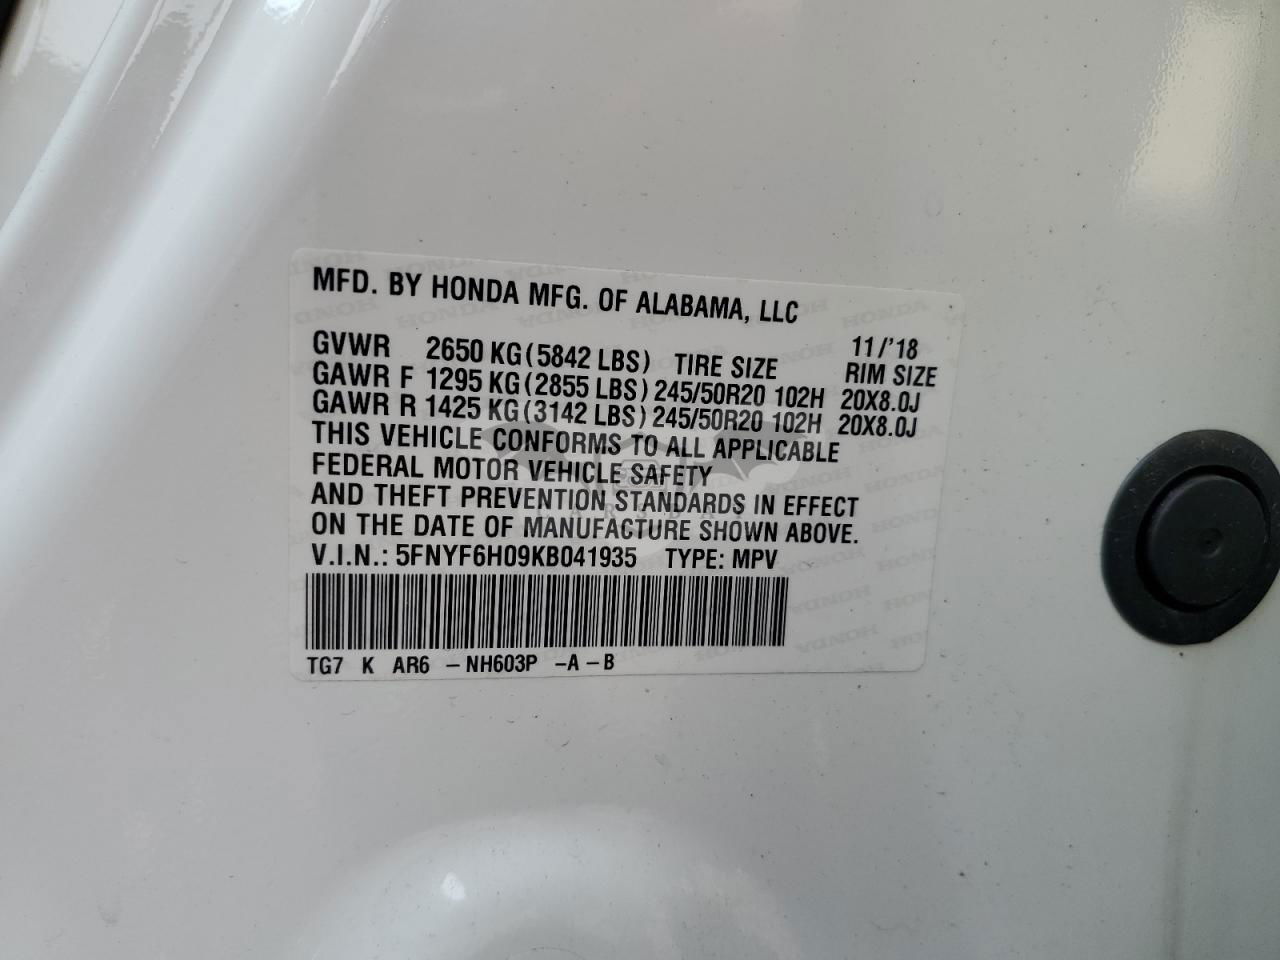 MFD. BY HONDA MFG. OF ALABAMA, LLC
11/'18
GVWR 2650 KG(5842 LBS) TIRE SIZE RIM SIZE
GAWR F 1295 KG(2855 LBS) 245/50R20 102H 20X8.0J
GAWR R 1425 KG(3142 LBS) 245/50R20 102H 20X8.0J
THIS VEHICLE CONFORMS TO ALL APPLICABLE
FEDERAL MOTOR VEHICLE SAFETY
AND THEFT PREVENTION STANDARDS IN EFFECT
ON THE DATE OF MANUFACTURE SHOWN ABOVE.
V.I.N.: 5FNYF6H09KB041935 TYPE: MPV
TG7 K AR6 –NH603P –A–B